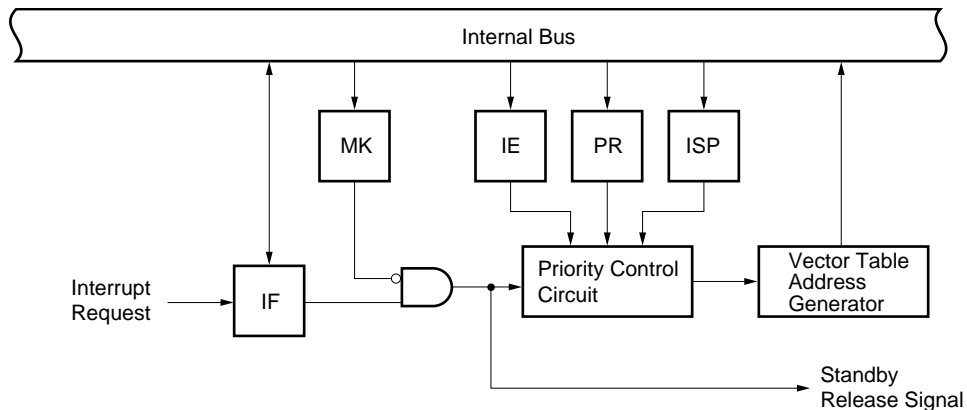 Internal Bus
MK
IE
PR
ISP
Interrupt
Request
IF
Priority Control
Circuit
Vector Table
Address
Generator
Standby
Release Signal